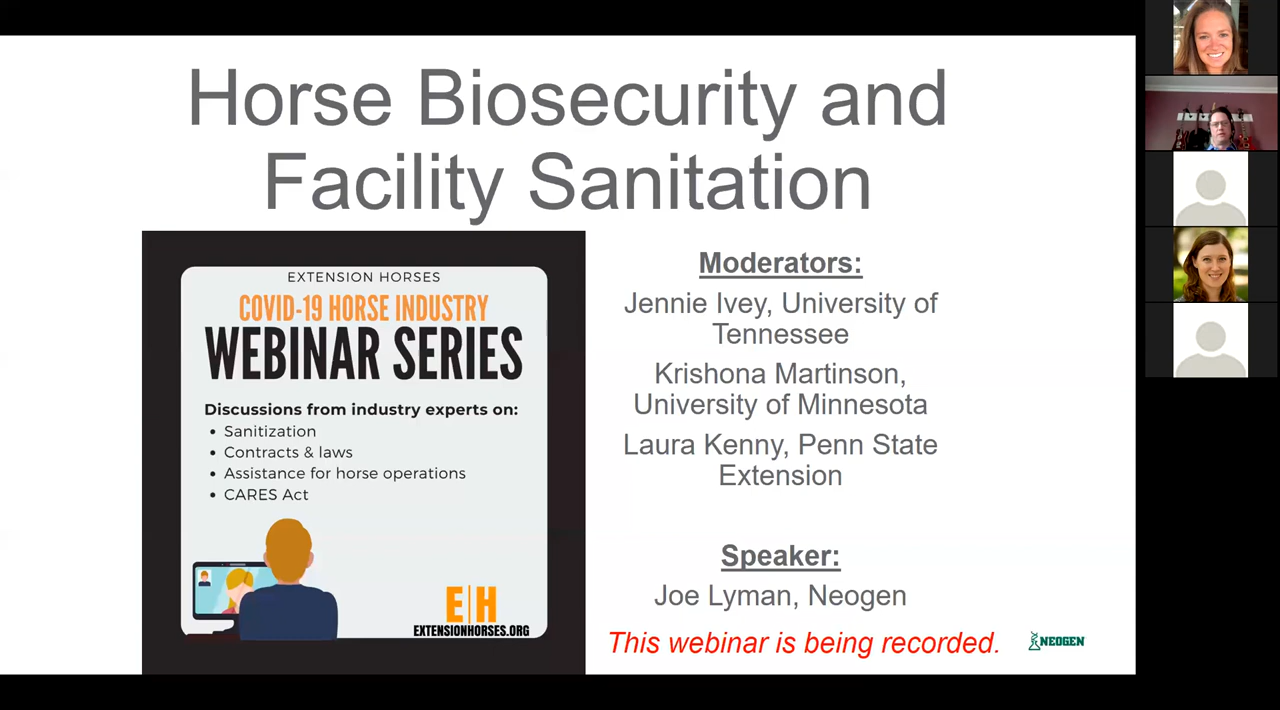 Horse Biosecurity and
Facility Sanitation
EXTENSION HORSES
COVID-19 HORSE INDUSTRY
WEBINAR SERIES
Discussions from industry experts on:
• Sanitization
• Contracts & laws
• Assistance for horse operations
• CARES Act
E|H
EXTENSIONHORSES.ORG
Moderators:
Jennie Ivey, University of
Tennessee
Krishona Martinson,
University of Minnesota
Laura Kenny, Penn State
Extension
Speaker:
Joe Lyman, Neogen
This webinar is being recorded.
NEOGEN